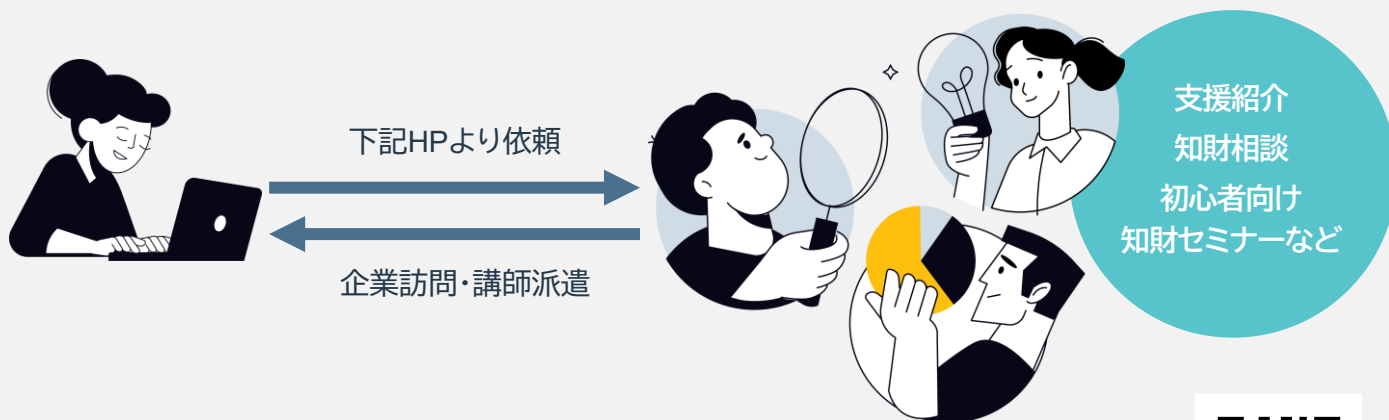 下記HPより依頼
企業訪問・講師派遣
支援紹介
知財相談
初心者向け
知財セミナーなど